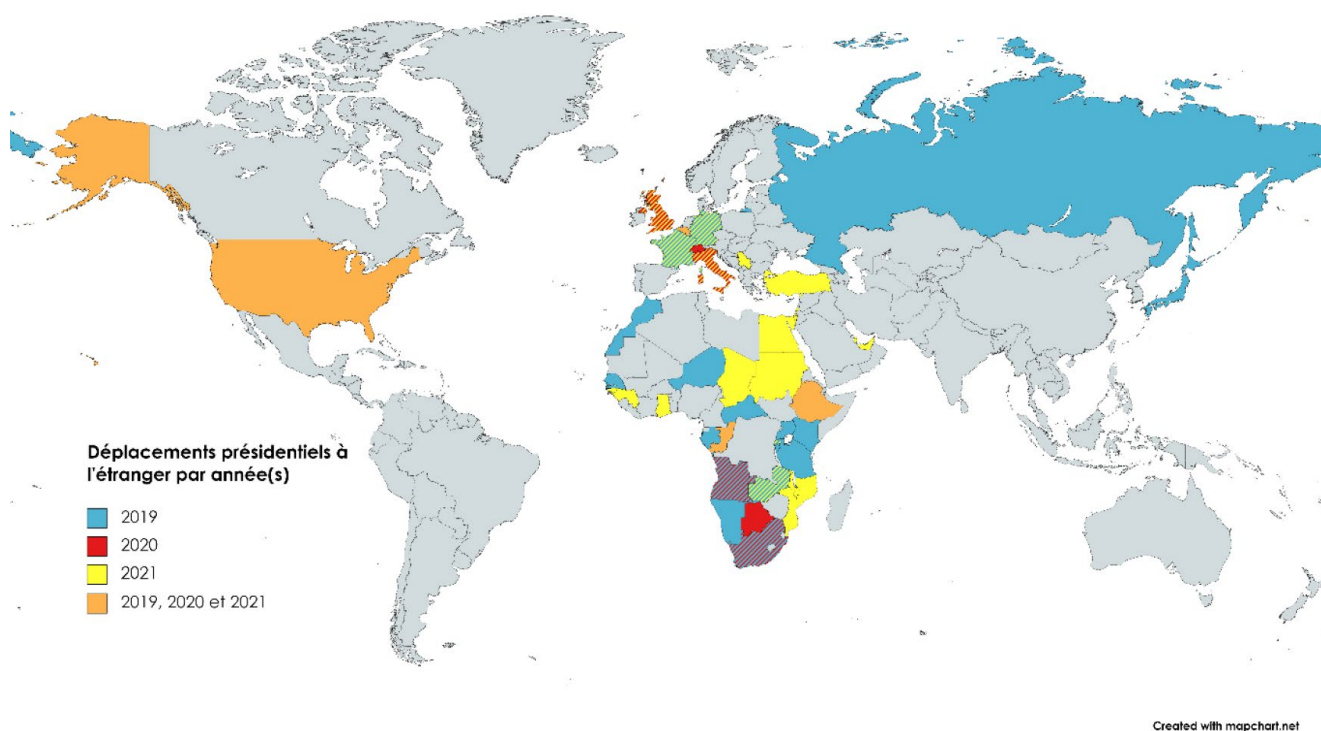 Déplacements présidentiels à
l'étranger par année(s)
2019
2020
2021
2019, 2020 et 2021
Created with mapchart.net